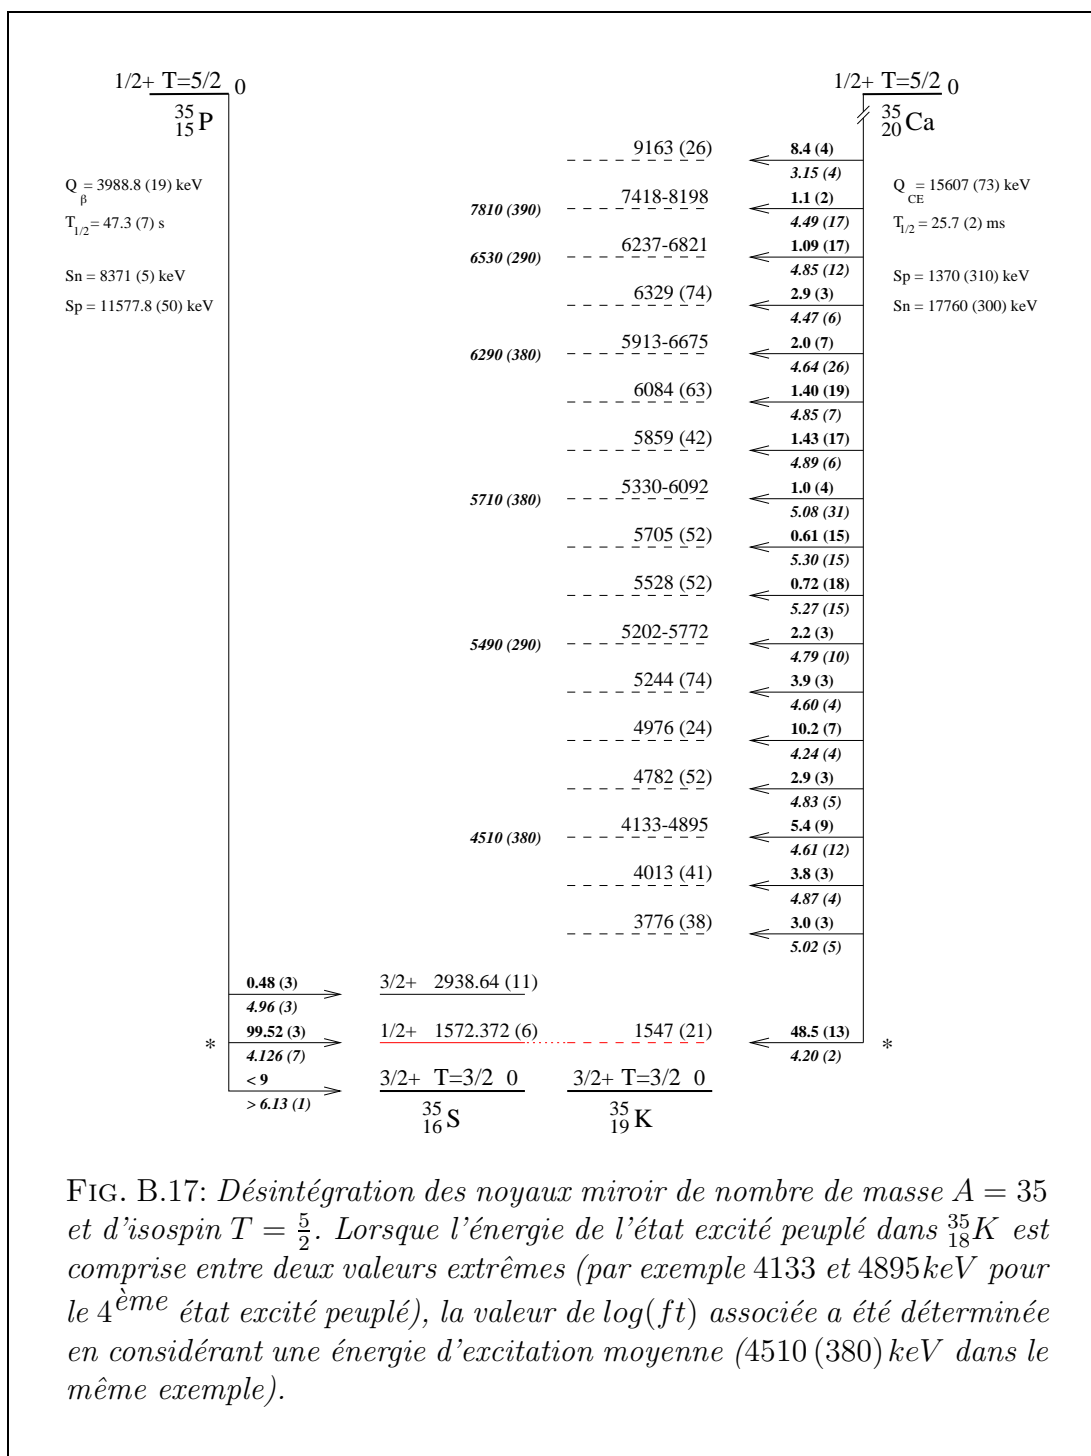 1/2+ T=5/2 0
35
15 P
1/2+ T=5/2 0
35
20 Ca
Q β = 3988.8 (19) keV
T 1/2 = 47.3 (7) s
Sn = 8371 (5) keV
Sp = 11577.8 (50) keV
Q CE = 15607 (73) keV
T 1/2 = 25.7 (2) ms
Sp = 1370 (310) keV
Sn = 17760 (300) keV
9163 (26) 8.4 (4)
3.15 (4)
7810 (390) 7418-8198 1.1 (2)
4.49 (17)
6530 (290) 6237-6821 1.09 (17)
4.85 (12)
6329 (74) 2.9 (3)
4.47 (6)
6290 (380) 5913-6675 2.0 (7)
4.64 (26)
6084 (63) 1.40 (19)
4.85 (7)
5859 (42) 1.43 (17)
4.89 (6)
5710 (380) 5330-6092 1.0 (4)
5.08 (31)
5705 (52) 0.61 (15)
5.30 (15)
5528 (52) 0.72 (18)
5.27 (15)
5490 (290) 5202-5772 2.2 (3)
4.79 (10)
5244 (74) 3.9 (3)
4.60 (4)
4976 (24) 10.2 (7)
4.24 (4)
4782 (52) 2.9 (3)
4.83 (5)
4510 (380) 4133-4895 5.4 (9)
4.61 (12)
4013 (41) 3.8 (3)
4.87 (4)
3776 (38) 3.0 (3)
5.02 (5)
0.48 (3) 3/2+ 2938.64 (11)
4.96 (3)
* 99.52 (3) 1/2+ 1572.372 (6) 1547 (21) 48.5 (13) *
4.126 (7) 4.20 (2)
< 9 3/2+ T=3/2 0 3/2+ T=3/2 0
> 6.13 (1)
35
16 S
35
19 K
FIG. B.17: Désintégration des noyaux miroir de nombre de masse A = 35
et d'isospin T = 5/2. Lorsque l'énergie de l'état excité peuplé dans 35 18 K est
comprise entre deux valeurs extrêmes (par exemple 4133 et 4895keV pour
le 4ème état excité peuplé), la valeur de log(ft) associée a été déterminée
en considérant une énergie d'excitation moyenne (4510 (380) keV dans le
même exemple).